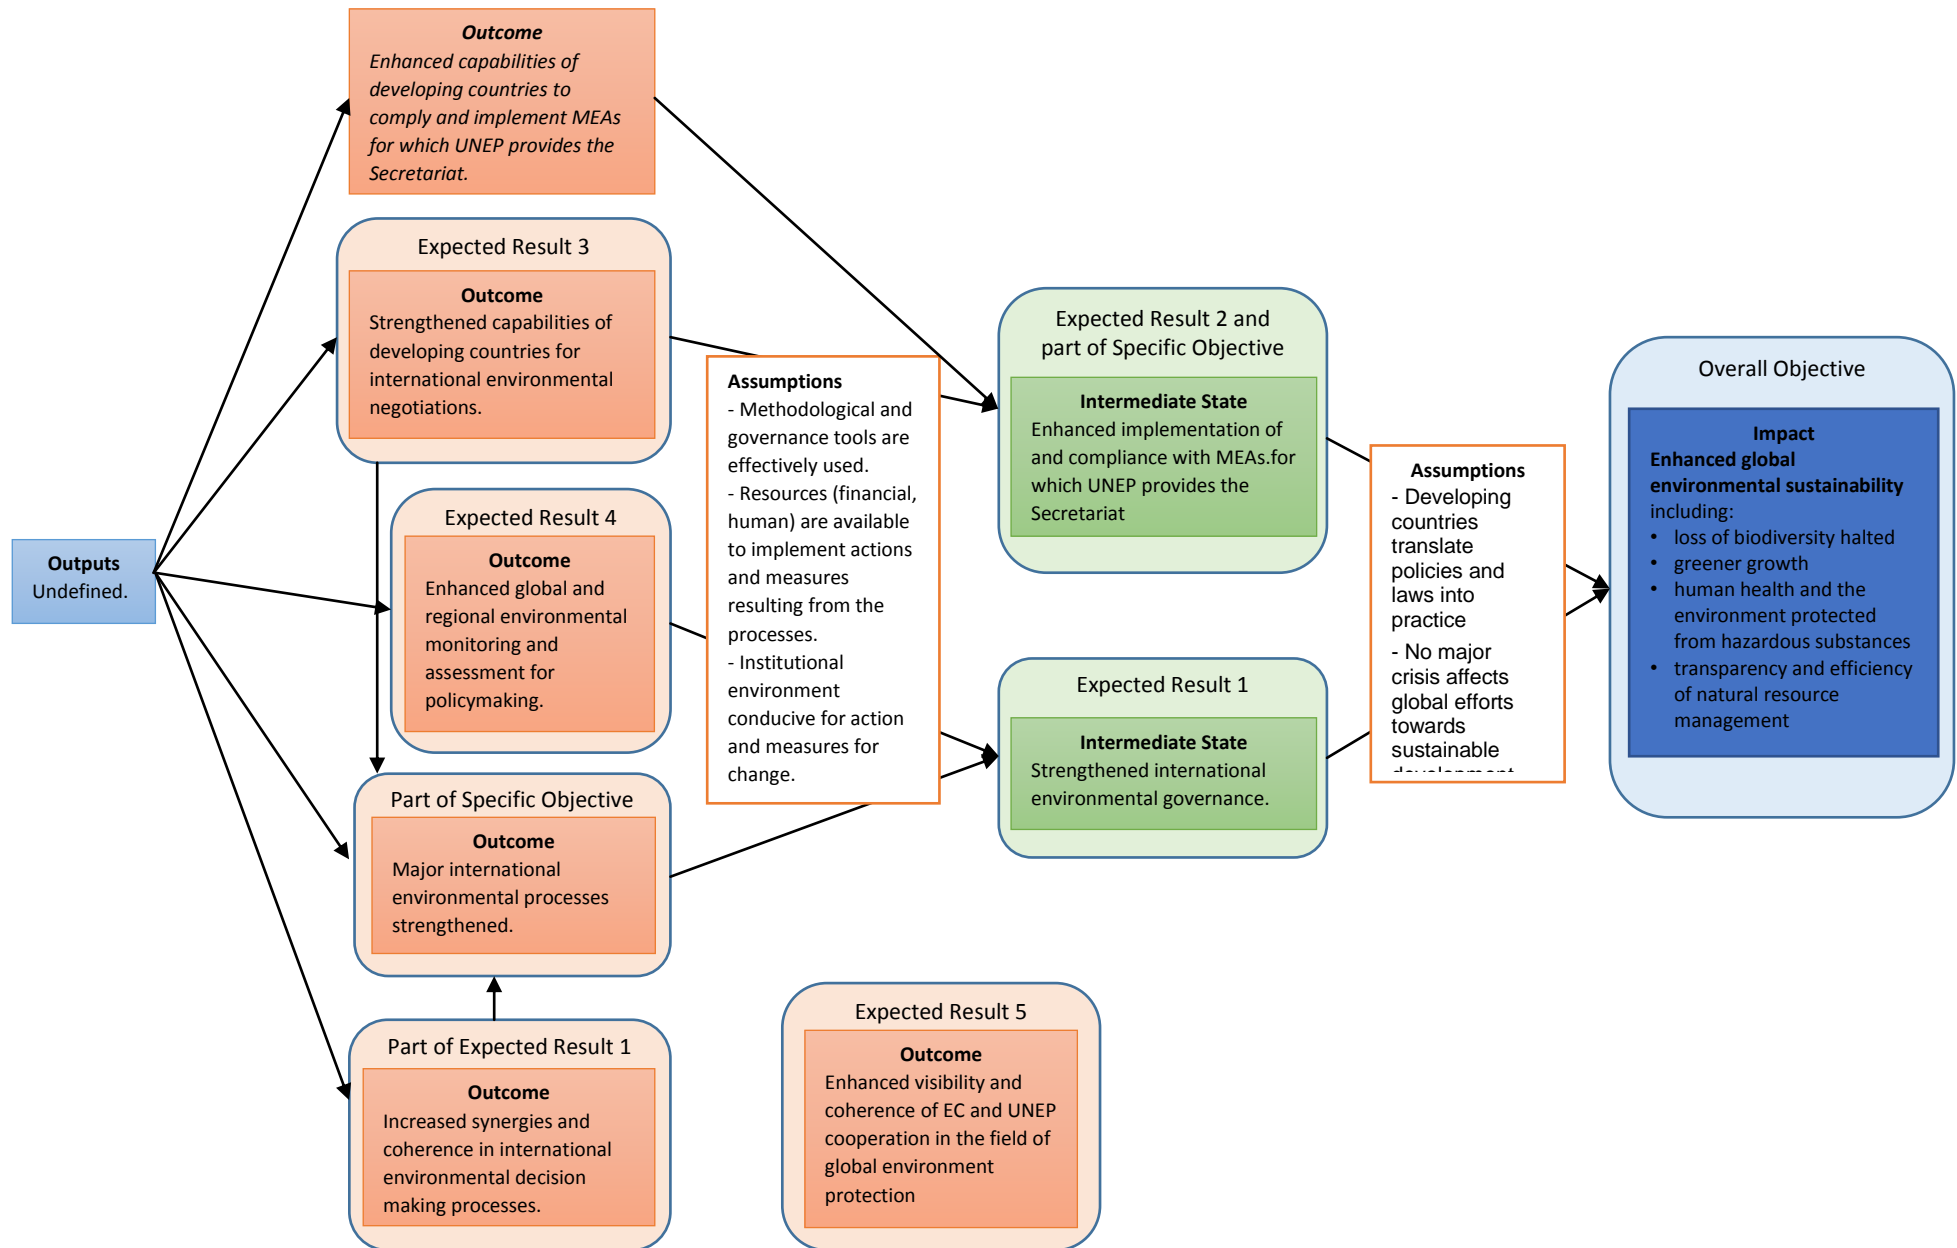 Outcome
Enhanced capabilities of
developing countries to
comply and implement MEAs
for which UNEP provides the
Secretariat.
Expected Result 3
Outcome
Strengthened capabilities of
developing countries for
international environmental
negotiations.
Expected Result 4
Outcome
Enhanced global and
regional environmental
monitoring and
assessment for
policymaking.
Outputs
Undefined.
Part of Specific Objective
Outcome
Major international
environmental processes
strengthened.
Part of Expected Result 1
Outcome
Increased synergies and
coherence in international
environmental decision
making processes.
Assumptions
- Methodological and
governance tools are
effectively used.
- Resources (financial,
human) are available
to implement actions
and measures
resulting from the
processes.
- Institutional
environment
conducive for action
and measures for
change.
Expected Result 5
Outcome
Enhanced visibility and
coherence of EC and UNEP
cooperation in the field of
global environment
protection
Expected Result 2 and
part of Specific Objective
Intermediate State
Enhanced implementation of
and compliance with MEAs.for
which UNEP provides the
Secretariat
Expected Result 1
Intermediate State
Strengthened international
environmental governance.
Assumptions
- Developing
countries
translate
policies and
laws into
practice
- No major
crisis affects
global efforts
towards
sustainable
development
Overall Objective
Impact
Enhanced global
environmental sustainability
including:
• loss of biodiversity halted
• greener growth
• human health and the
environment protected
from hazardous substances
• transparency and efficiency
of natural resource
management